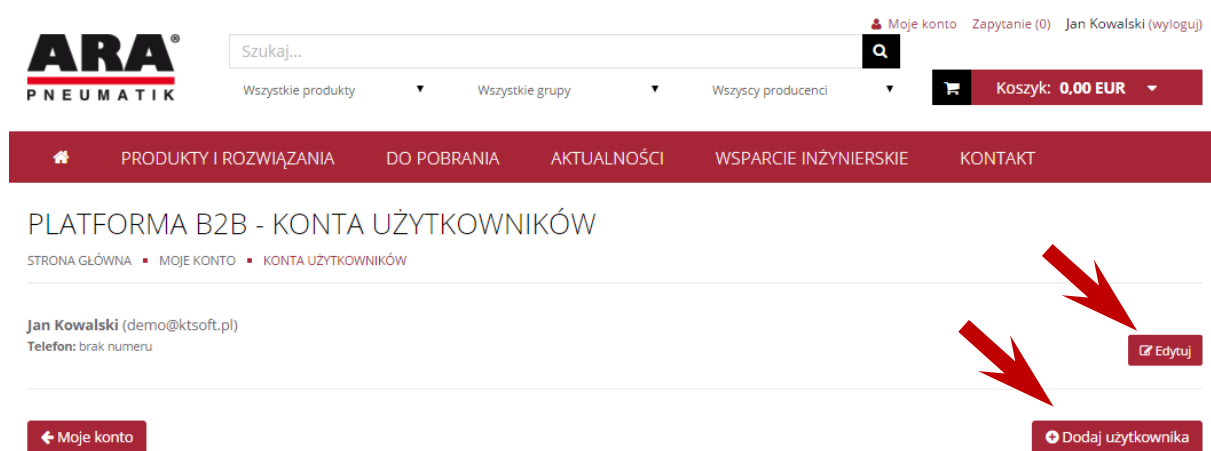 Moje konto Zapytanie (0) Jan Kowalski (wyloguj)
ARA®
PNEUMATIK
Szukaj...
Wszystkie produkty Wszystkie grupy Wszyscy producenci
Koszyk: 0,00 EUR
PRODUKTY I ROZWIĄZANIA DO POBRANIA AKTUALNOŚCI WSPARCIE INŻYNIERSKIE KONTAKT
PLATFORMA B2B - KONTA UŻYTKOWNIKÓW
STRONA GŁÓWNA ▪ MOJE KONTO ▪ KONTA UŻYTKOWNIKÓW
Jan Kowalski (demo@ktsoft.pl)
Telefon: brak numeru
Edytuj
Moje konto Dodaj użytkownika